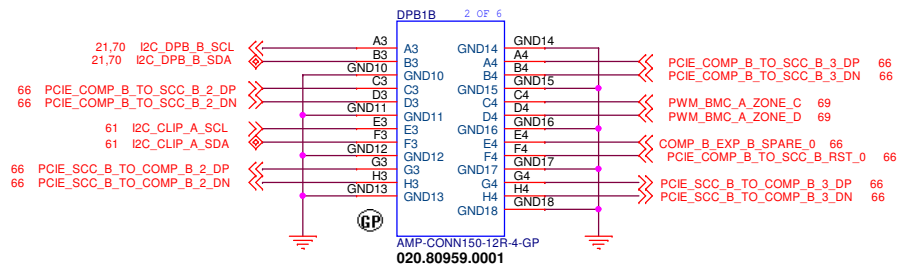 DPB1B 2 OF 6
21,70 I2C_DPB_B_SCL A3 A3 GND14 GND14
21,70 I2C_DPB_B_SDA B3 B3 A4 A4 PCIE_COMP_B_TO_SCC_B_3_DP 66
GND10 GND10 B4 B4 PCIE_COMP_B_TO_SCC_B_3_DN 66
66 PCIE_COMP_B_TO_SCC_B_2_DP C3 C3 GND15 GND15
66 PCIE_COMP_B_TO_SCC_B_2_DN D3 D3 C4 C4 PWM_BMC_A_ZONE_C 69
GND11 GND11 D4 D4 PWM_BMC_A_ZONE_D 69
61 I2C_CLIP_A_SCL E3 E3 GND16 GND16
61 I2C_CLIP_A_SDA F3 F3 E4 E4 COMP_B_EXP_B_SPARE_0 66
GND12 GND12 F4 F4 PCIE_COMP_B_TO_SCC_B_RST_0 66
66 PCIE_SCC_B_TO_COMP_B_2_DP G3 G3 GND17 GND17
66 PCIE_SCC_B_TO_COMP_B_2_DN H3 H3 G4 G4 PCIE_SCC_B_TO_COMP_B_3_DP 66
GND13 GND13 H4 H4 PCIE_SCC_B_TO_COMP_B_3_DN 66
GND18 GND18
GP
AMP-CONN150-12R-4-GP
020.80959.0001